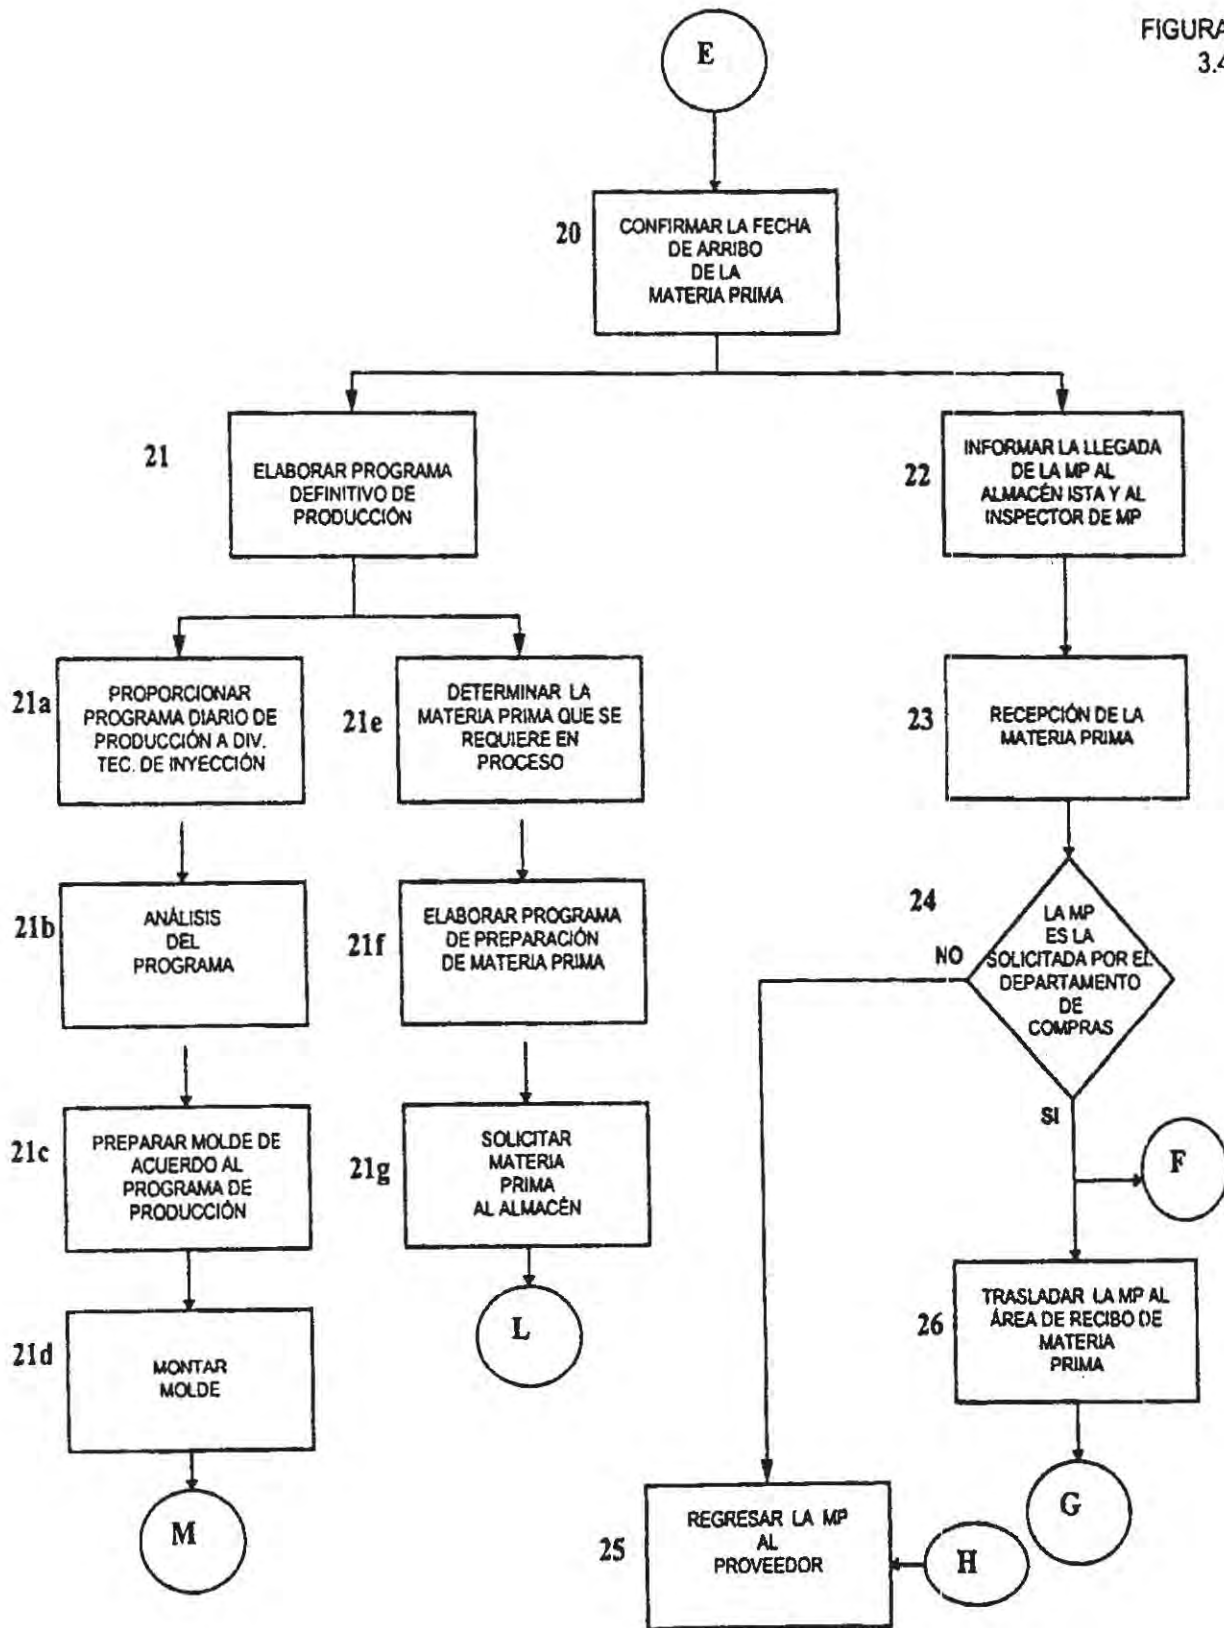 FIGURA
3.4
E
20
CONFIRMAR LA FECHA
DE ARRIBO
DE LA
MATERIA PRIMA
21
ELABORAR PROGRAMA
DEFINITIVO DE
PRODUCCIÓN
22
INFORMAR LA LLEGADA
DE LA MP AL
ALMACÉN ISTA Y AL
INSPECTOR DE MP
21a
PROPORCIONAR
PROGRAMA DIARIO DE
PRODUCCIÓN A DIV.
TEC. DE INYECCIÓN
21e
DETERMINAR LA
MATERIA PRIMA QUE SE
REQUIERE EN
PROCESO
23
RECEPCIÓN DE LA
MATERIA PRIMA
21b
ANÁLISIS
DEL
PROGRAMA
21f
ELABORAR PROGRAMA
DE PREPARACIÓN
DE MATERIA PRIMA
24
LA MP
ES LA
SOLICITADA POR EL
DEPARTAMENTO
DE
COMPRAS
NO
SI
F
21c
PREPARAR MOLDE DE
ACUERDO AL
PROGRAMA DE
PRODUCCIÓN
21g
SOLICITAR
MATERIA
PRIMA
AL ALMACÉN
26
TRASLADAR LA MP AL
ÁREA DE RECIBO DE
MATERIA
PRIMA
21d
MONTAR
MOLDE
L
M
25
REGRESAR LA MP
AL
PROVEEDOR
H
G